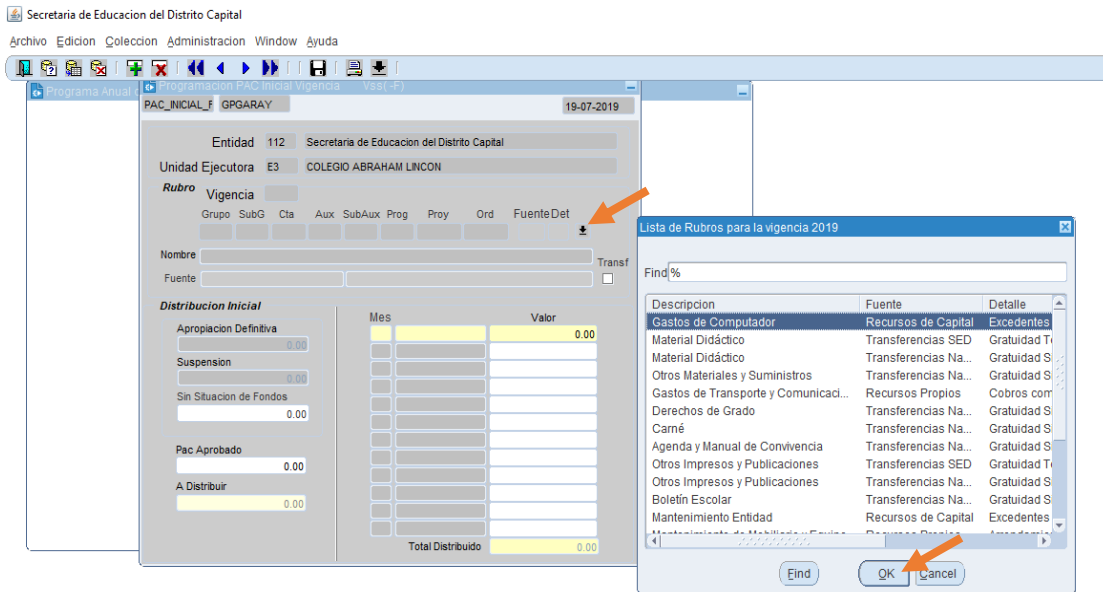 Secretaria de Educacion del Distrito Capital
Archivo Edicion Coleccion Administracion Window Ayuda
Programa Anual
Programacion PAC Inicial Vigencia Vss( -F)
PAC_INICIAL_F GPGARAY 19-07-2019
Entidad 112 Secretaria de Educacion del Distrito Capital
Unidad Ejecutora E3 COLEGIO ABRAHAM LINCON
Rubro Vigencia
Grupo SubG Cta Aux SubAux Prog Proy Ord Fuente Det
Nombre
Transf
Fuente
Distribucion Inicial
Apropiacion Definitiva
0.00
Suspension
0.00
Sin Situacion de Fondos
0.00
Pac Aprobado
0.00
A Distribuir
0.00
Mes Valor
0.00
Total Distribuido 0.00
Lista de Rubros para la vigencia 2019
Find %
Descripcion Fuente Detalle
Gastos de Computador Recursos de Capital Excedentes
Material Didáctico Transferencias SED Gratuidad T
Material Didáctico Transferencias Na... Gratuidad S
Otros Materiales y Suministros Transferencias Na... Gratuidad S
Gastos de Transporte y Comunicaci... Recursos Propios Cobros com
Derechos de Grado Transferencias Na... Gratuidad S
Carné Transferencias Na... Gratuidad S
Agenda y Manual de Convivencia Transferencias Na... Gratuidad S
Otros Impresos y Publicaciones Transferencias SED Gratuidad T
Otros Impresos y Publicaciones Transferencias Na... Gratuidad S
Boletín Escolar Transferencias Na... Gratuidad S
Mantenimiento Entidad Recursos de Capital Excedentes
Find OK Cancel